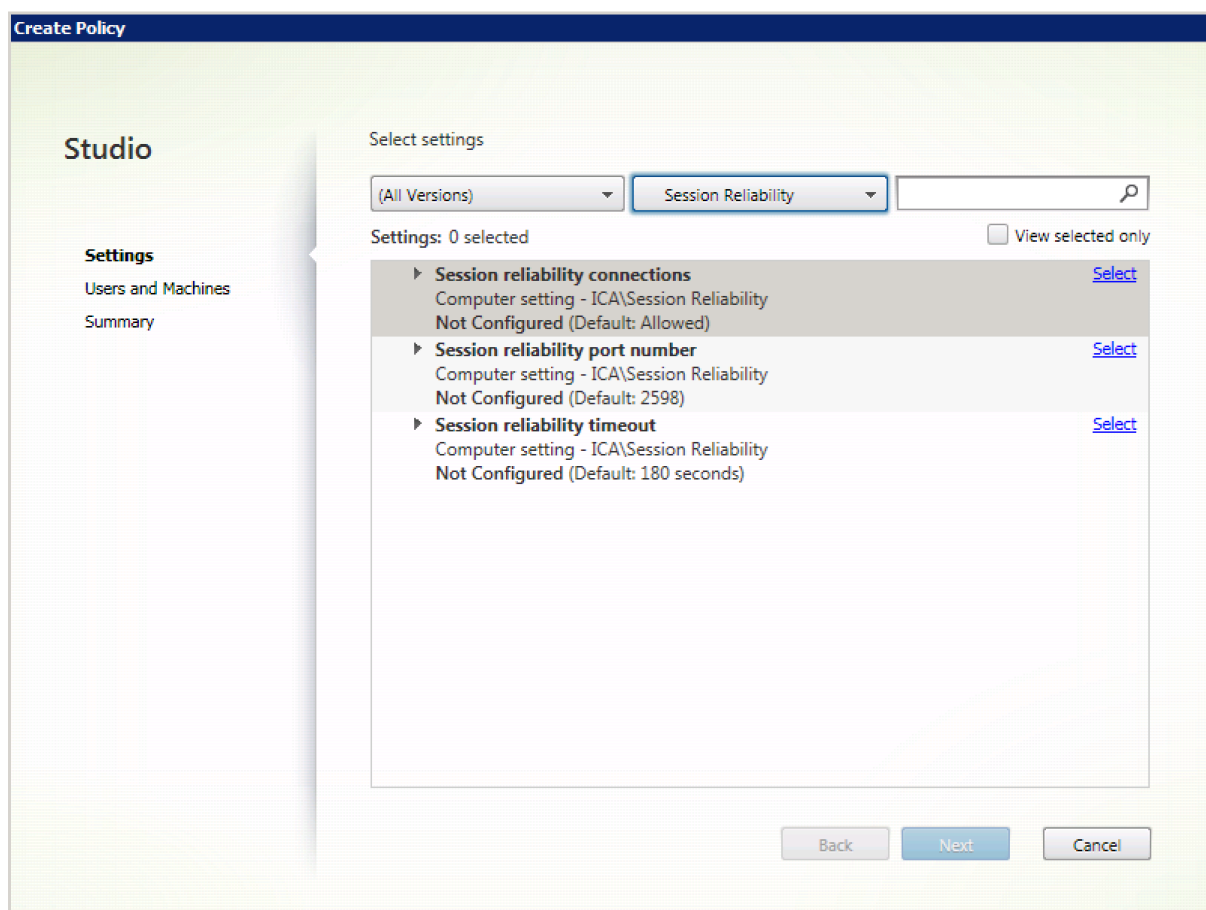 Create Policy
Studio
Select settings
(All Versions)
Session Reliability
Settings: 0 selected
View selected only
Settings
Users and Machines
Summary
Session reliability connections
Select
Computer setting - ICA\Session Reliability
Not Configured (Default: Allowed)
Session reliability port number
Select
Computer setting - ICA\Session Reliability
Not Configured (Default: 2598)
Session reliability timeout
Select
Computer setting - ICA\Session Reliability
Not Configured (Default: 180 seconds)
Back
Next
Cancel